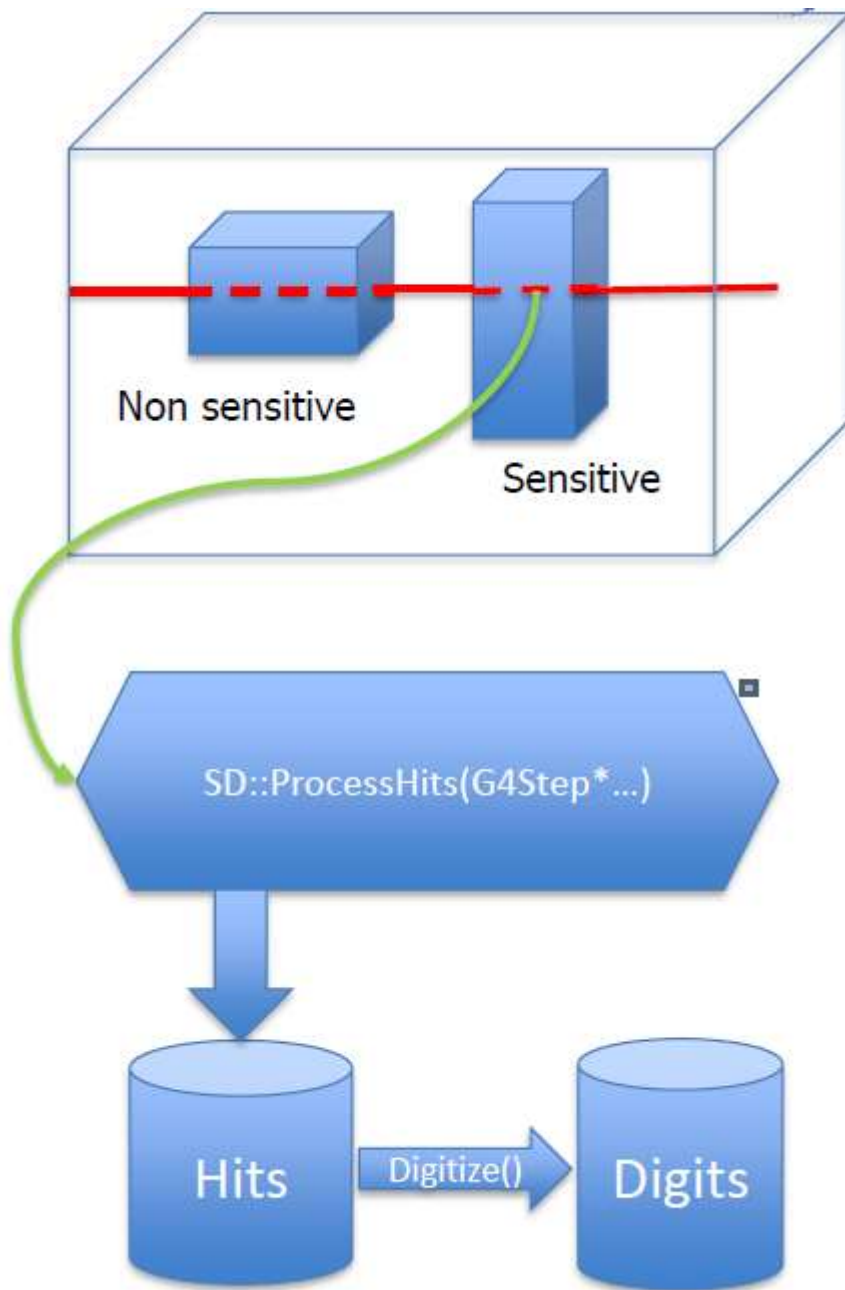 Non sensitive
Sensitive
SD::ProcessHits(G4Step*...)
Hits
Digitize()
Digits